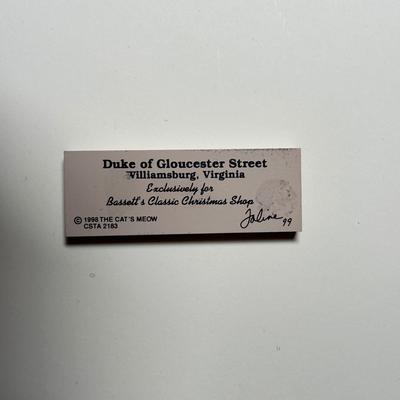 Duke of Gloucester Street
Williamsburg, Virginia
Exclusively for
Bassett's Classic Christmas Shop
© 1998 THE CAT'S MEOW
CSTA 2183
Faline 99